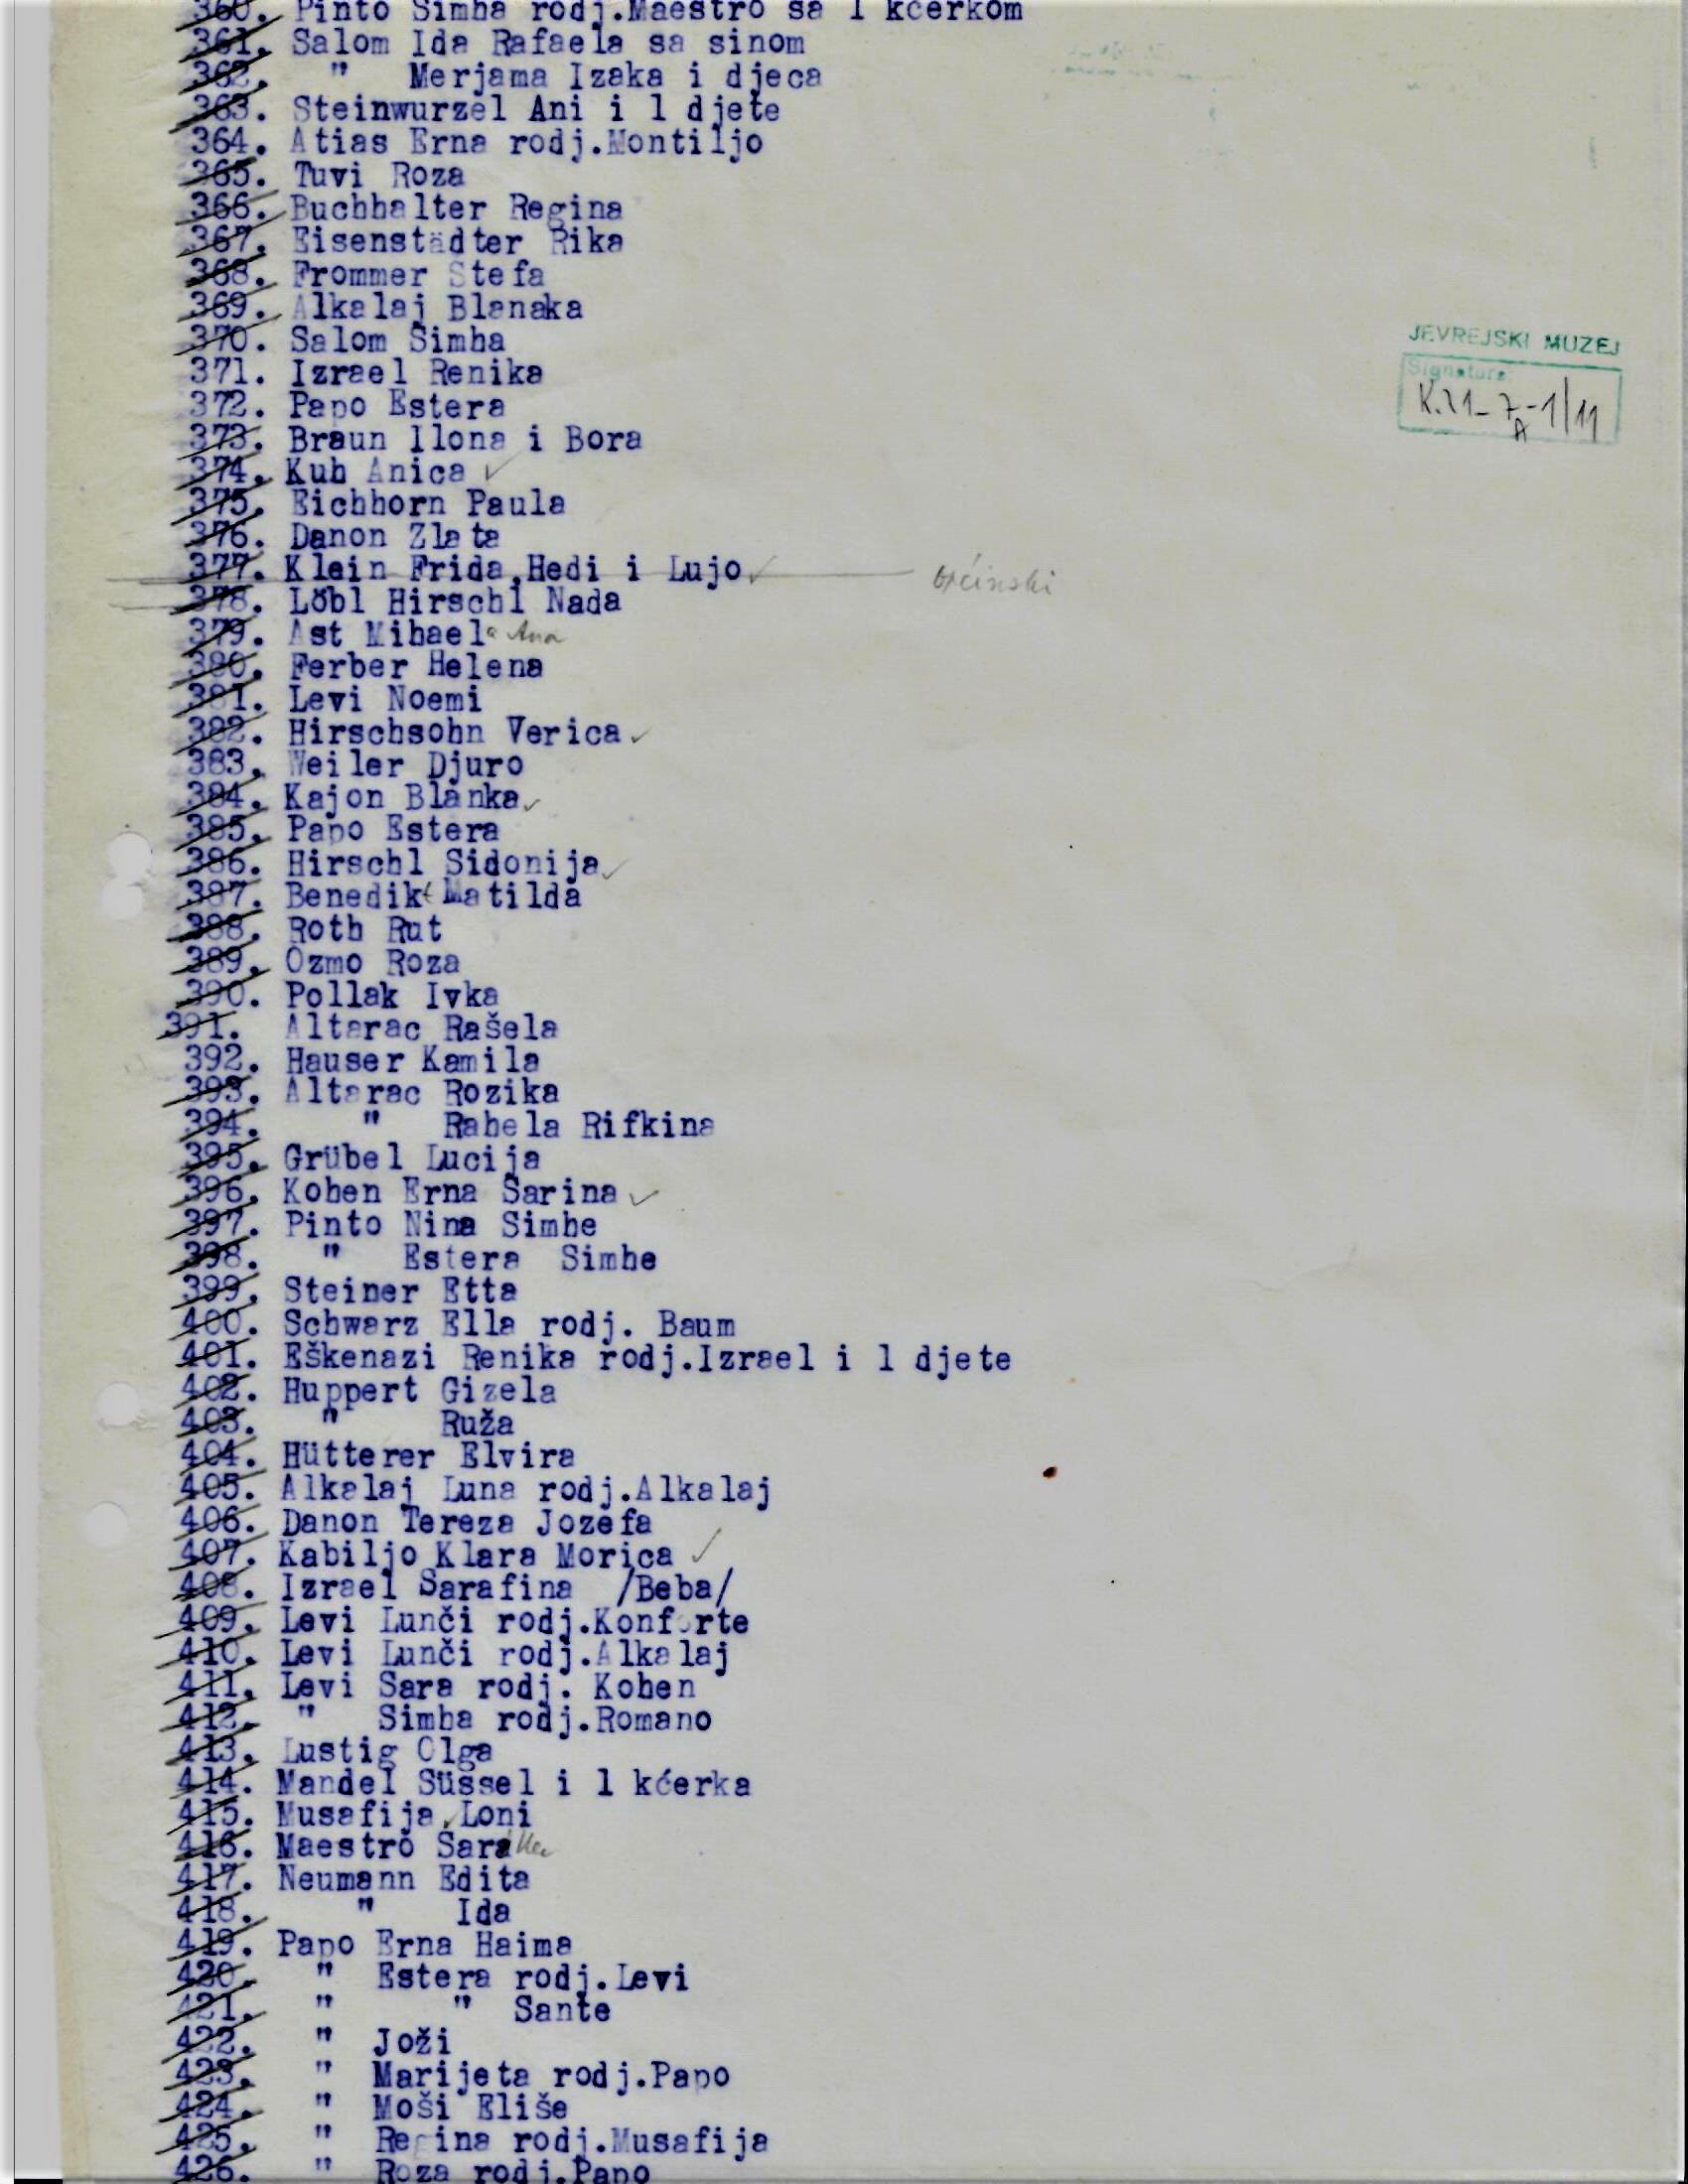 360. Pinto Simha rodj.Maestro sa 1 kćerkom
361. Salom Ida Rafaela sa sinom
362. " Merjama Izaka i djeca
363. Steinwurzel Ani i 1 djete
364. Atias Erna rodj.Montiljo
365. Tuvi Roza
366. Buchhalter Regina
367. Eisenstädter Rika
368. Frommer Stefa
369. Alkalaj Blanaka
370. Salom Simha
371. Izrael Renika
JEVREJSKI MUZEJ
Signatura:
K.21-7A-1/11
372. Papo Estera
373. Braun Ilona i Bora
374. Kuh Anica ✓
375. Eichhorn Paula
376. Danon Zlata
377. Klein Frida,Hedi i Lujo ✓
378. Löbl Hirschl Nada
379. Ast Mihaela Ana
380. Ferber Helena
381. Levi Noemi
382. Hirschsohn Verica ✓
383. Weiler Djuro
384. Kajon Blanka ✓
385. Papo Estera
386. Hirschl Sidonija ✓
387. Benedikt Matilda
388. Roth Rut
389. Ozmo Roza
390. Pollak Ivka
391. Altarac Rašela
392. Hauser Kamila
393. Altarac Rozika
394. " Rahela Rifkina
395. Grübel Lucija
396. Kohen Erna Sarina ✓
397. Pinto Nina Simhe
398. " Estera Simhe
399. Steiner Etta
400. Schwarz Ella rodj. Baum
401. Eškenazi Renika rodj.Izrael i 1 djete
402. Huppert Gizela
403. " Ruža
404. Hütterer Elvira
405. Alkalaj Luna rodj.Alkalaj
406. Danon Tereza Jozefa
407. Kabiljo Klara Morica ✓
408. Izrael Sarafina /Beba/
409. Levi Lunči rodj.Konforte
410. Levi Lunči rodj.Alkalaj
411. Levi Sara rodj. Kohen
412. " Simha rodj.Romano
413. Lustig Olga
414. Mandel Süssel i 1 kćerka
415. Musafija Loni
416. Maestro Sara
417. Neumann Edita
418. " Ida
419. Papo Erna Haima
420. " Estera rodj.Levi
421. " " Sante
422. " Joži
423. " Marijeta rodj.Papo
424. " Moši Eliše
425. " Regina rodj.Musafija
426. " Roza rodj.Papo